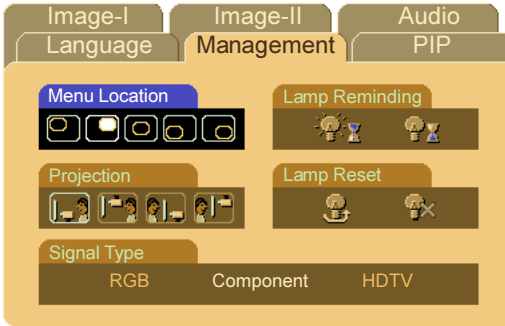 Image-I Image-II Audio
Language Management PIP
Menu Location Lamp Reminding
Projection Lamp Reset
Signal Type
RGB Component HDTV